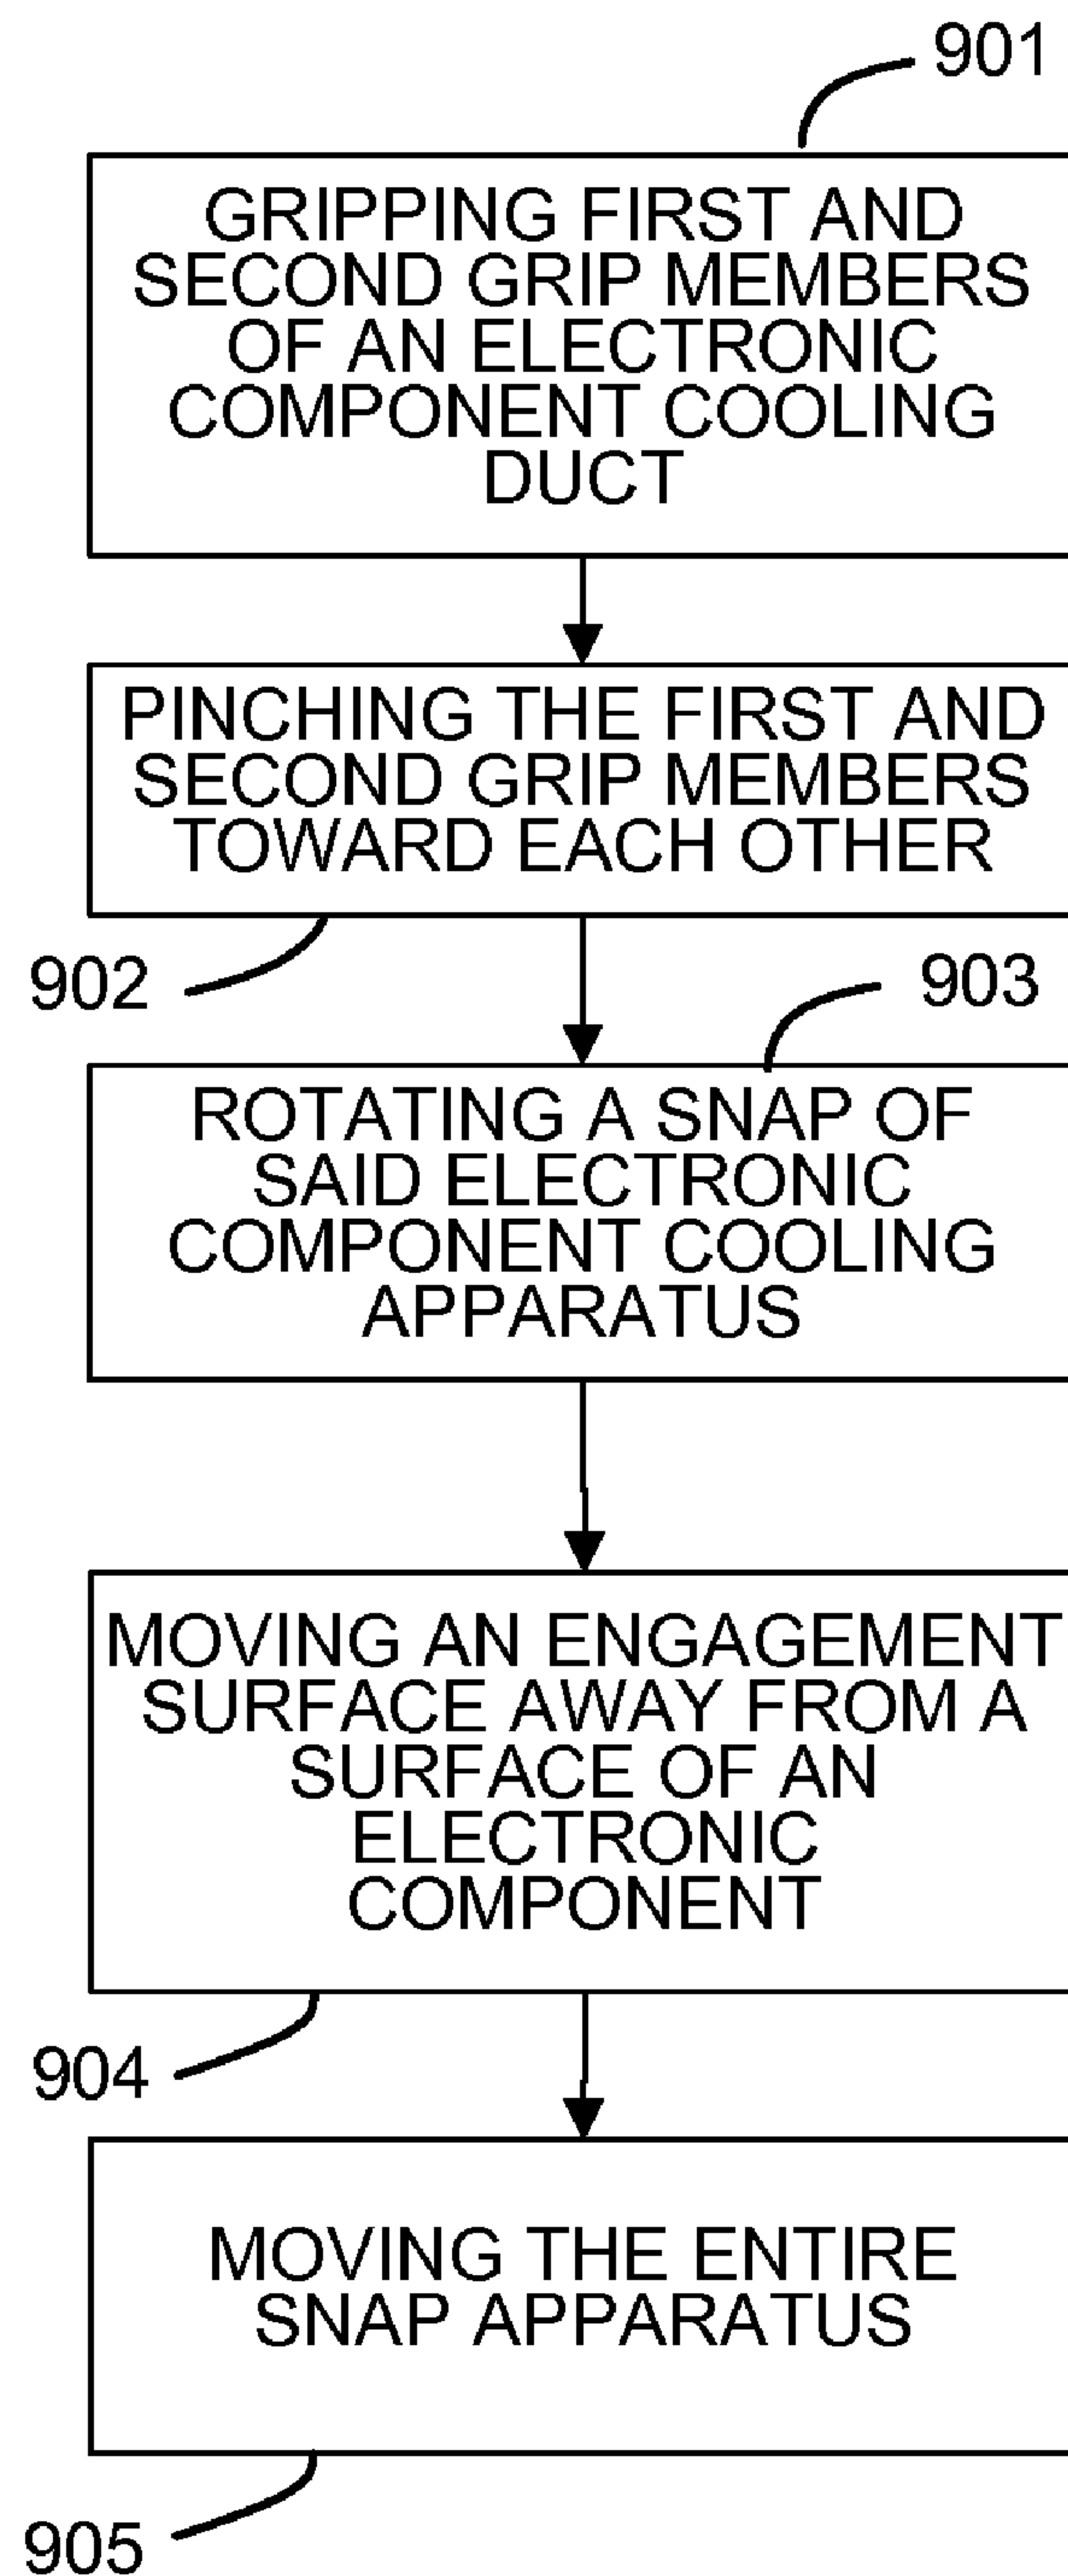 901
GRIPPING FIRST AND
SECOND GRIP MEMBERS
OF AN ELECTRONIC
COMPONENT COOLING
DUCT
PINCHING THE FIRST AND
SECOND GRIP MEMBERS
TOWARD EACH OTHER
902
903
ROTATING A SNAP OF
SAID ELECTRONIC
COMPONENT COOLING
APPARATUS
MOVING AN ENGAGEMENT
SURFACE AWAY FROM A
SURFACE OF AN
ELECTRONIC
COMPONENT
904
MOVING THE ENTIRE
SNAP APPARATUS
905